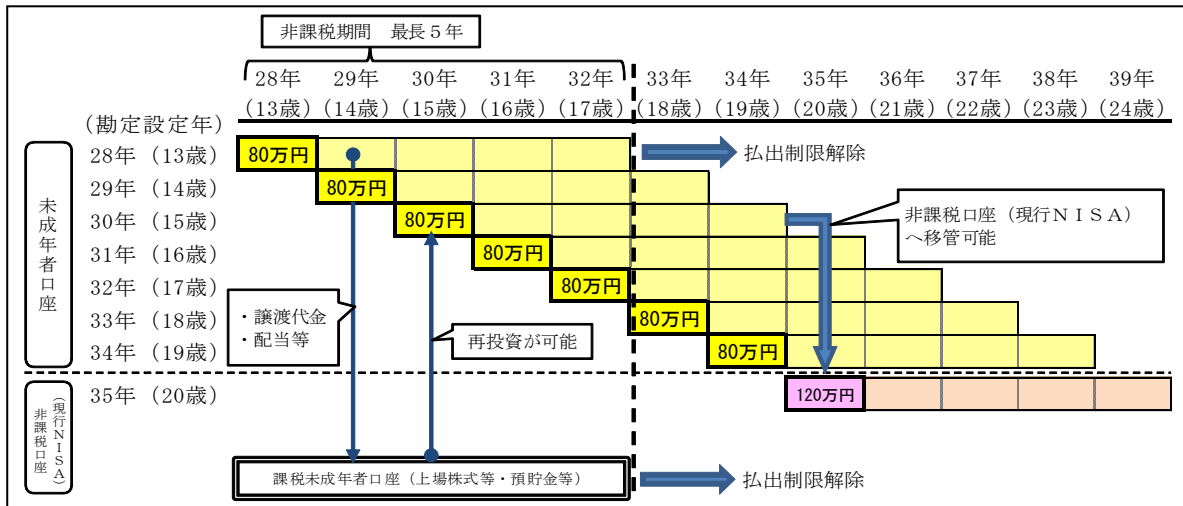 非課税期間　最長５年
28年 29年 30年 31年 32年 33年 34年 35年 36年 37年 38年 39年
(13歳) (14歳) (15歳) (16歳) (17歳) (18歳) (19歳) (20歳) (21歳) (22歳) (23歳) (24歳)
(勘定設定年)
未成年者口座
28年 (13歳) 80万円 払出制限解除
29年 (14歳) 80万円
30年 (15歳) 80万円
非課税口座（現行ＮＩＳＡ）
へ移管可能
31年 (16歳) 80万円
32年 (17歳) 80万円
・譲渡代金
・配当等
33年 (18歳) 80万円
再投資が可能
34年 (19歳) 80万円
非課税口座
（現行ＮＩＳＡ）
35年 (20歳) 120万円
課税未成年者口座（上場株式等・預貯金等） 払出制限解除